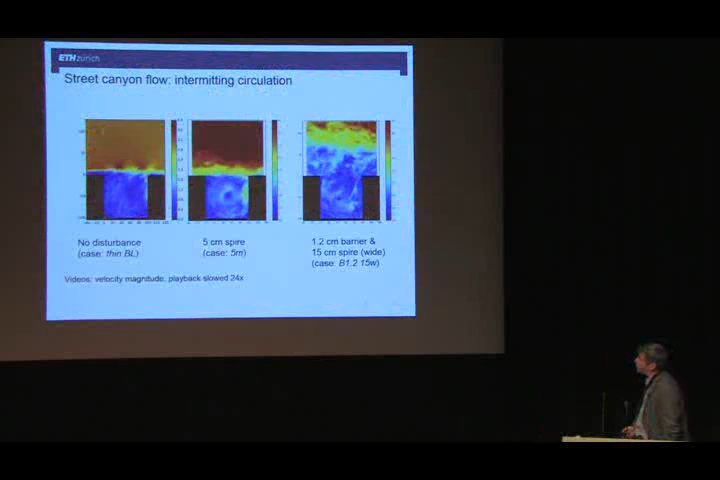 ETH zürich
Street canyon flow: intermitting circulation
No disturbance
(case: thin BL)
5 cm spire
(case: 5m)
1.2 cm barrier &
15 cm spire (wide)
(case: B1.2 15w)
Videos: velocity magnitude, playback slowed 24x